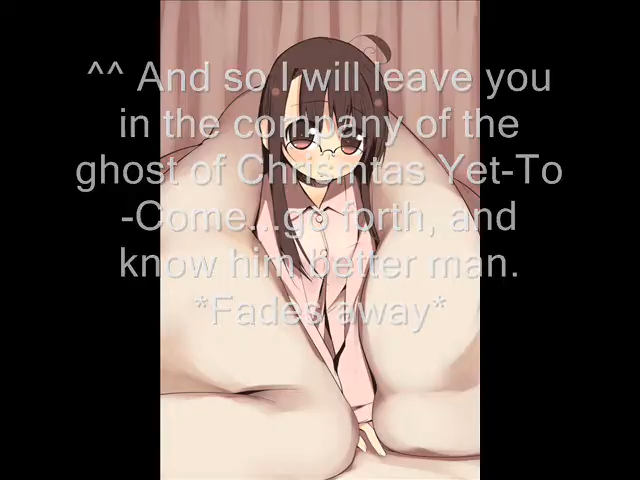 ^^ And so I will leave you
in the company of the
ghost of Chrismtas Yet-To
-Come...go forth, and
know him better man.
*Fades away*